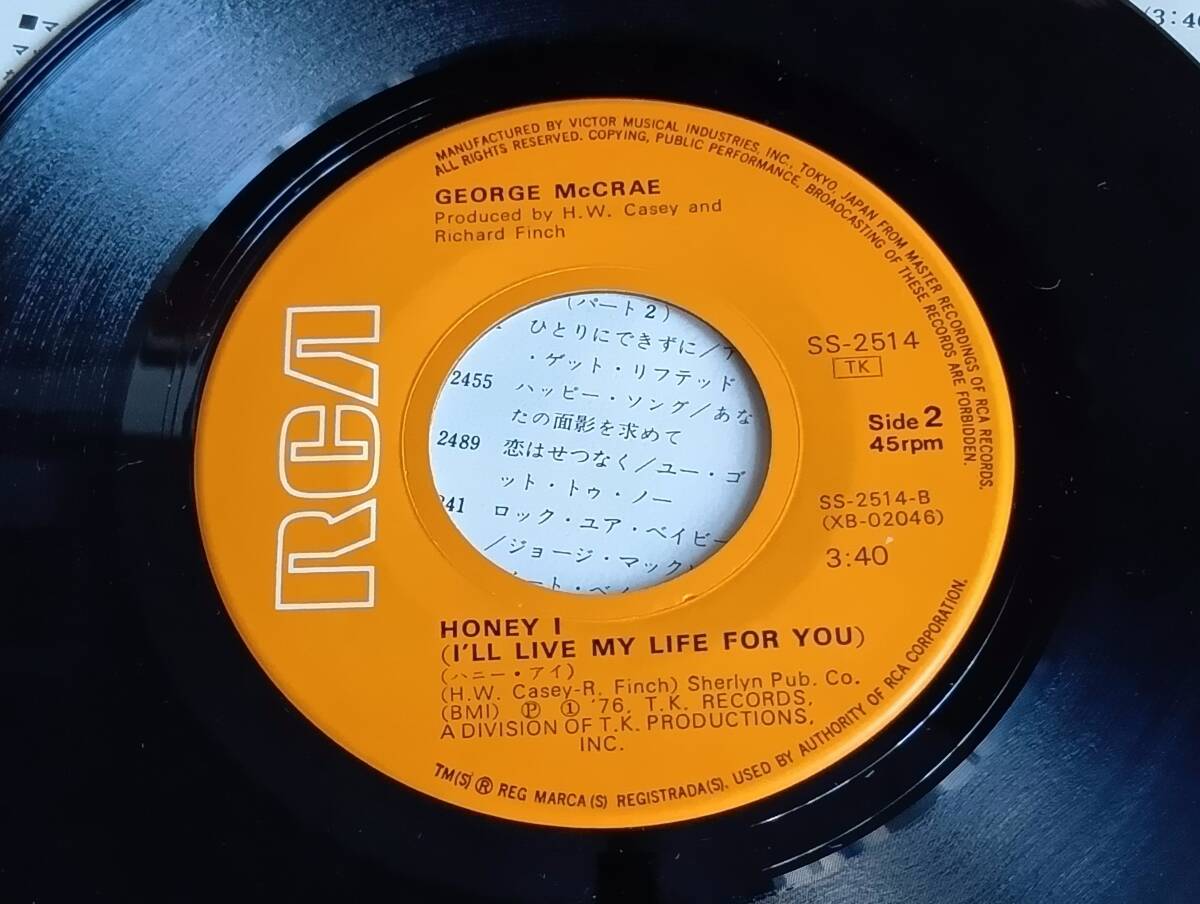 MANUFACTURED BY VICTOR MUSICAL INDUSTRIES, INC., TOKYO, JAPAN FROM MASTER RECORDINGS OF RCA RECORDS.
ALL RIGHTS RESERVED. COPYING, PUBLIC PERFORMANCE, BROADCASTING OF THESE RECORDS ARE FORBIDDEN.
GEORGE McCRAE
Produced by H.W. Casey and
Richard Finch
RCA
SS-2514
TK
Side 2
45rpm
SS-2514-B
(XB-02046)
3:40
(パート2)
ひとりにできずに/
・ゲット・リフテッド
2455 ハッピー・ソング/あな
たの面影を求めて
2489 恋はせつなく/ユー・ゴ
ット・トゥ・ノー
41 ロック・ユア・ベイビー
/ジョージ・マック
HONEY I
(I'LL LIVE MY LIFE FOR YOU)
(ハニー・アイ)
(H.W. Casey-R. Finch) Sherlyn Pub. Co.
(BMI) Ⓟ ① '76, T.K. RECORDS,
A DIVISION OF T.K. PRODUCTIONS,
INC.
TM(S) ® REG MARCA(S) REGISTRADA(S), USED BY AUTHORITY OF RCA CORPORATION.